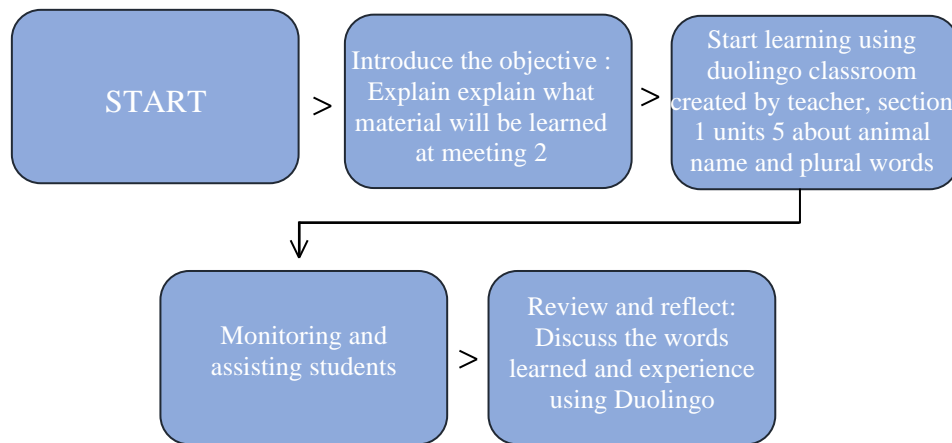 START
>
Introduce the objective :
Explain explain what
material will be learned
at meeting 2
>
Start learning using
duolingo classroom
created by teacher, section
1 units 5 about animal
name and plural words
Monitoring and
assisting students
>
Review and reflect:
Discuss the words
learned and experience
using Duolingo